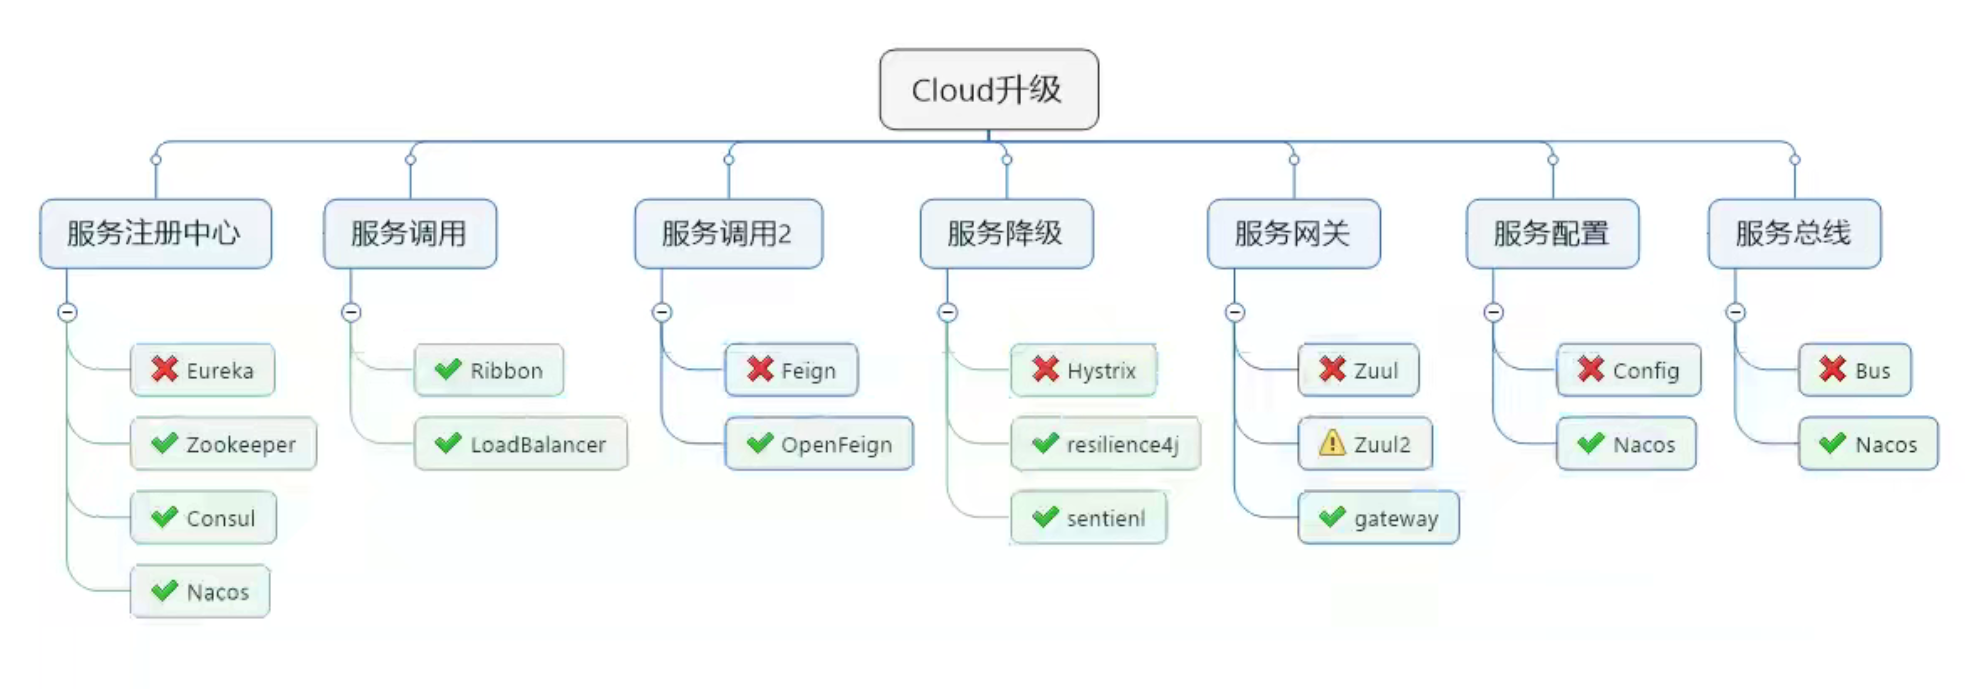 Cloud升级
服务注册中心
服务调用
服务调用2
服务降级
服务网关
服务配置
服务总线
Eureka
Ribbon
Feign
Hystrix
Zuul
Config
Bus
Zookeeper
LoadBalancer
OpenFeign
resilience4j
Zuul2
Nacos
Nacos
Consul
sentienl
gateway
Nacos